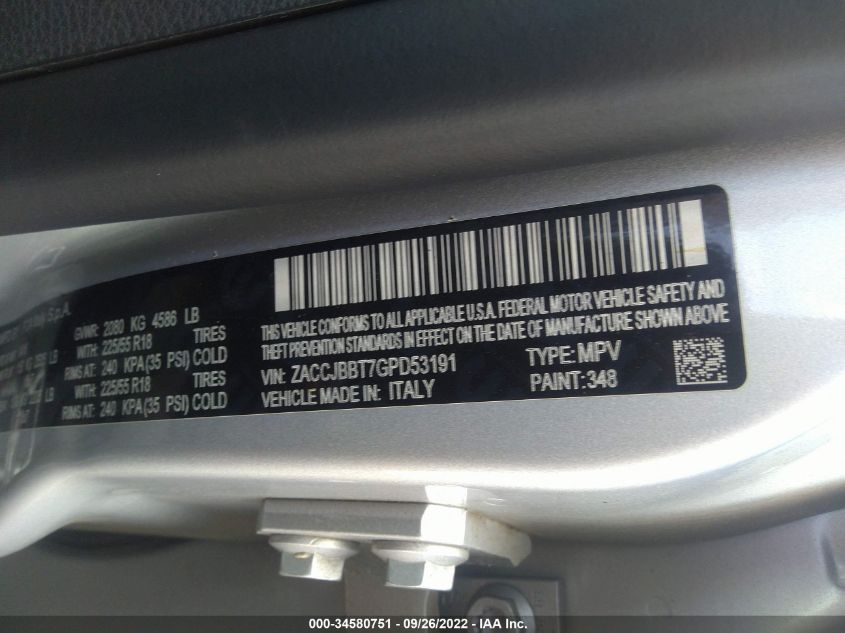 S.p.A.
GVWR: 2080 KG 4586 LB
WITH: 225/55 R18 TIRES
RIMS AT: 240 KPA (35 PSI) COLD
WITH: 225/55 R18 TIRES
RIMS AT: 240 KPA (35 PSI) COLD
THIS VEHICLE CONFORMS TO ALL APPLICABLE U.S.A. FEDERAL MOTOR VEHICLE SAFETY AND
THEFT PREVENTION STANDARDS IN EFFECT ON THE DATE OF MANUFACTURE SHOWN ABOVE
VIN: ZACCJBBT7GPD53191 TYPE: MPV
VEHICLE MADE IN: ITALY PAINT: 348
000-34580751 - 09/26/2022 - IAA Inc.